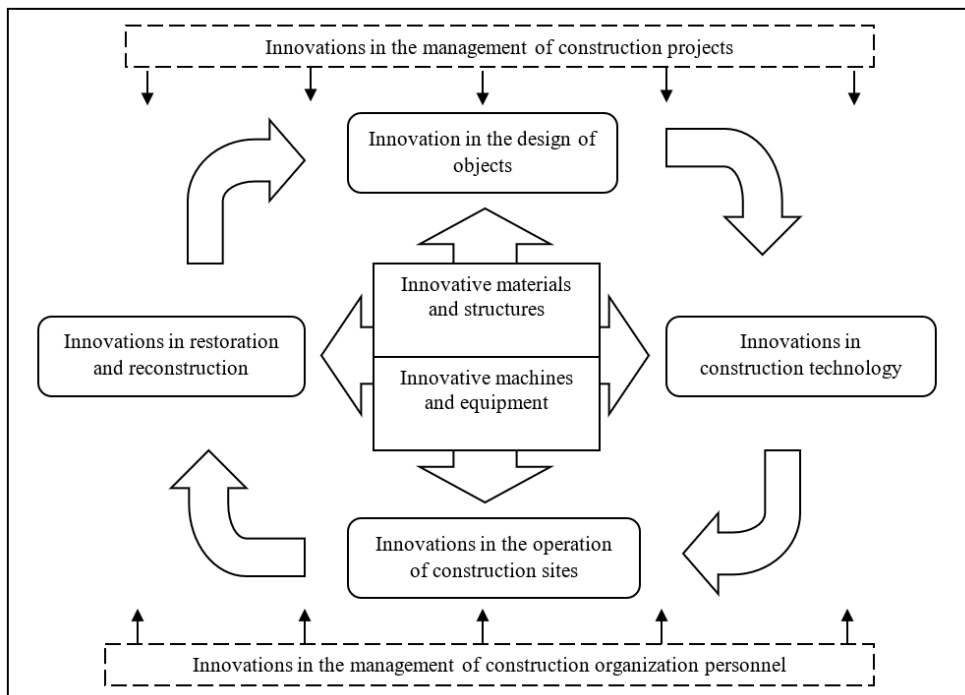 Innovations in the management of construction projects
Innovation in the design of
objects
Innovative materials
and structures
Innovations in restoration
and reconstruction
Innovations in
construction technology
Innovative machines
and equipment
Innovations in the operation
of construction sites
Innovations in the management of construction organization personnel